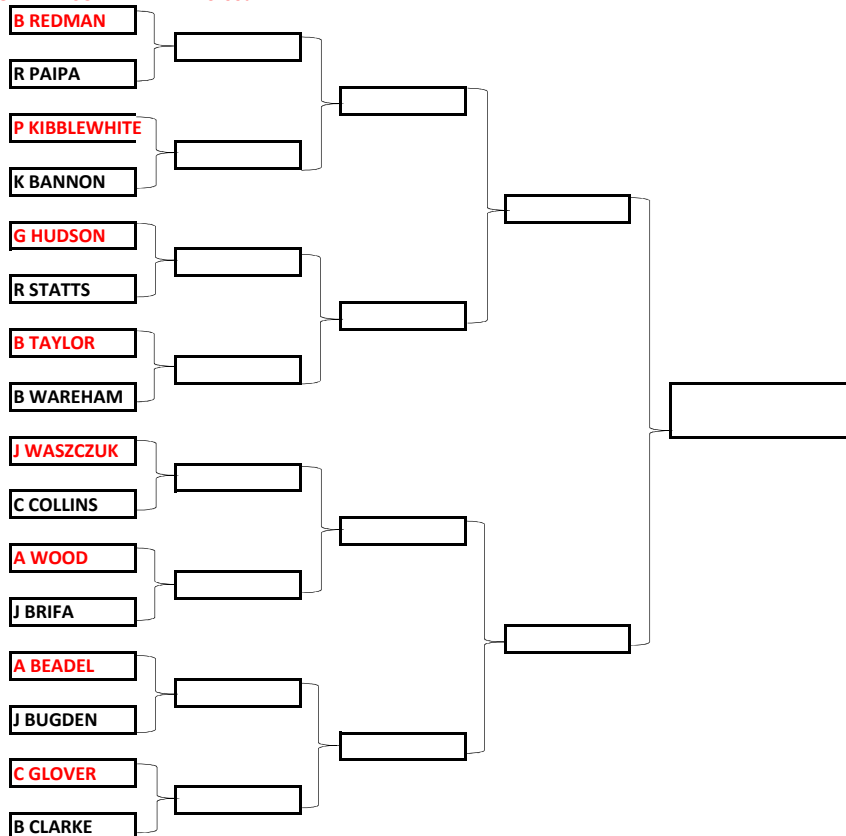 B REDMAN
R PAIPA
P KIBBLEWHITE
K BANNON
G HUDSON
R STATTS
B TAYLOR
B WAREHAM
J WASZCZUK
C COLLINS
A WOOD
J BRIFA
A BEADEL
J BUGDEN
C GLOVER
B CLARKE